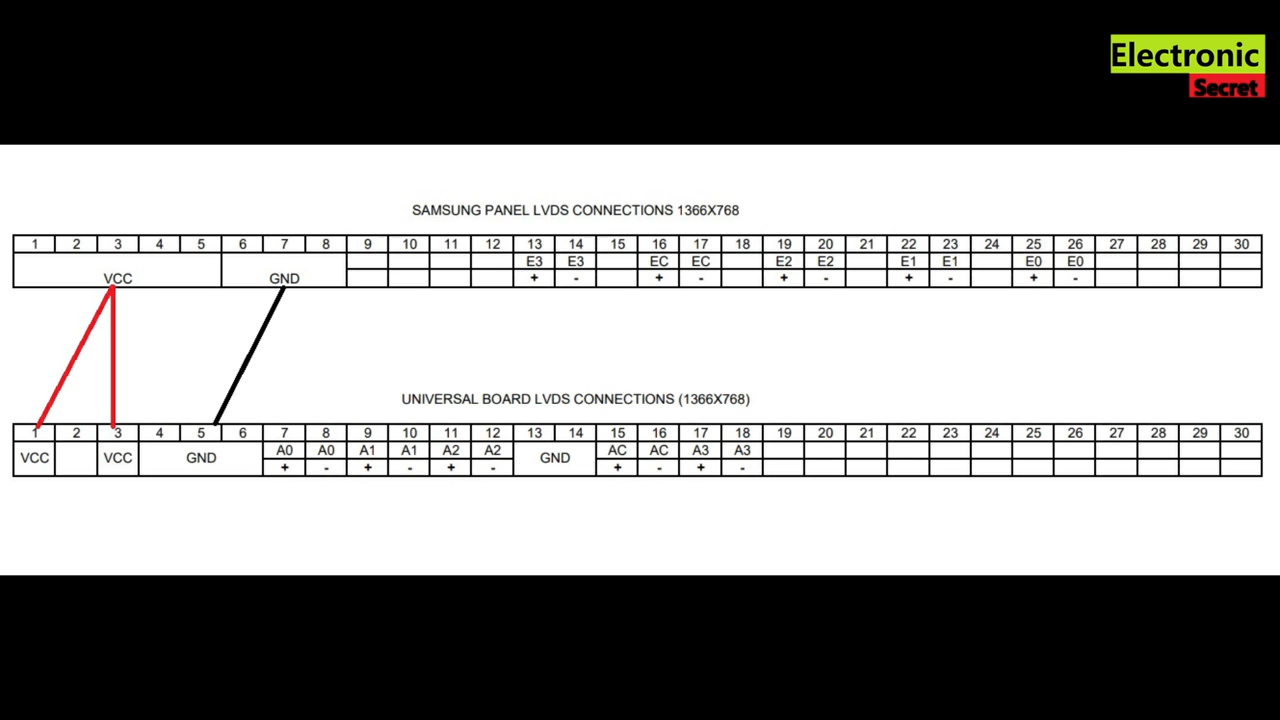 Electronic
Secret
SAMSUNG PANEL LVDS CONNECTIONS 1366X768
1 2 3 4 5 6 7 8 9 10 11 12 13 14 15 16 17 18 19 20 21 22 23 24 25 26 27 28 29 30
E3 E3 EC EC E2 E2 E1 E1 E0 E0
VCC GND + - + - + - + - + -
UNIVERSAL BOARD LVDS CONNECTIONS (1366X768)
1 2 3 4 5 6 7 8 9 10 11 12 13 14 15 16 17 18 19 20 21 22 23 24 25 26 27 28 29 30
VCC VCC GND A0 A0 A1 A1 A2 A2 GND AC AC A3 A3
+ - + - + - + - + -